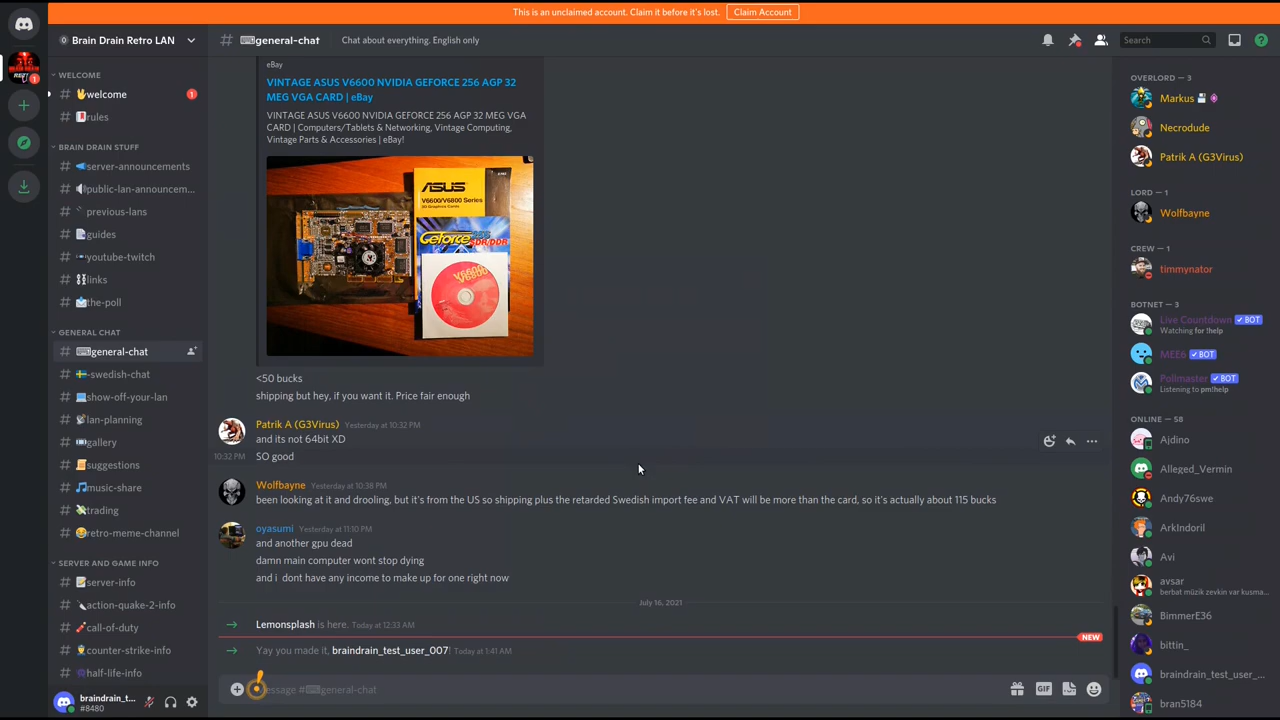 This is an unclaimed account. Claim it before it's lost.
Claim Account
Brain Drain Retro LAN
general-chat
Chat about everything. English only
Search
1
WELCOME
welcome
1
rules
BRAIN DRAIN STUFF
server-announcements
public-lan-announcem...
previous-lans
guides
youtube-twitch
links
the-poll
GENERAL CHAT
general-chat
-swedish-chat
show-off-your-lan
lan-planning
gallery
suggestions
music-share
trading
retro-meme-channel
SERVER AND GAME INFO
server-info
action-quake-2-info
call-of-duty
counter-strike-info
half-life-info
braindrain_t...
#8480
eBay
VINTAGE ASUS V6600 NVIDIA GEFORCE 256 AGP 32
MEG VGA CARD | eBay
VINTAGE ASUS V6600 NVIDIA GEFORCE 256 AGP 32 MEG VGA
CARD | Computers/Tablets & Networking, Vintage Computing,
Vintage Parts & Accessories | eBay!
ASUS
V6600/V6800 Series
GeForce
SDR/DDR
V6600
V6800
<50 bucks
shipping but hey, if you want it. Price fair enough
Patrik A (G3Virus) Yesterday at 10:32 PM
and its not 64bit XD
10:32 PM SO good
Wolfbayne Yesterday at 10:38 PM
been looking at it and drooling, but it's from the US so shipping plus the retarded Swedish import fee and VAT will be more than the card, so it's actually about 115 bucks
oyasumi Yesterday at 11:10 PM
and another gpu dead
damn main computer wont stop dying
and i dont have any income to make up for one right now
July 16, 2021
Lemonsplash is here. Today at 12:33 AM
NEW
Yay you made it, braindrain_test_user_007! Today at 1:41 AM
essage #general-chat
GIF
OVERLORD — 3
Markus
Necrodude
Patrik A (G3Virus)
LORD — 1
Wolfbayne
CREW — 1
timmynator
BOTNET — 3
Live Countdown BOT
Watching for !help
MEE6 BOT
Pollmaster BOT
Listening to pm!help
ONLINE — 58
Ajdino
Alleged_Vermin
Andy76swe
ArkIndoril
Avi
avsar
berbat müzik zevkin var kusma...
BimmerE36
bittin_
braindrain_test_user_...
bran5184